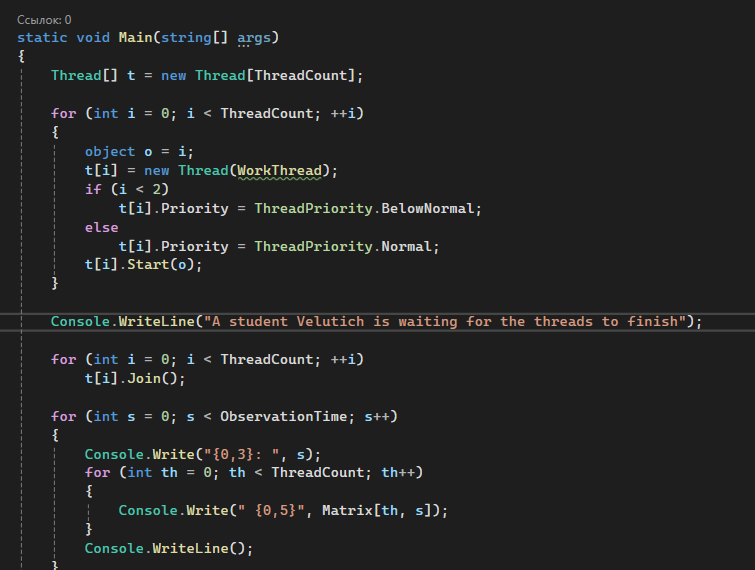 Ссылок: 0
static void Main(string[] args)
{
    Thread[] t = new Thread[ThreadCount];

    for (int i = 0; i < ThreadCount; ++i)
    {
        object o = i;
        t[i] = new Thread(WorkThread);
        if (i < 2)
            t[i].Priority = ThreadPriority.BelowNormal;
        else
            t[i].Priority = ThreadPriority.Normal;
        t[i].Start(o);
    }

    Console.WriteLine("A student Velutich is waiting for the threads to finish");

    for (int i = 0; i < ThreadCount; ++i)
        t[i].Join();

    for (int s = 0; s < ObservationTime; s++)
    {
        Console.Write("{0,3}: ", s);
        for (int th = 0; th < ThreadCount; th++)
        {
            Console.Write(" {0,5}", Matrix[th, s]);
        }
        Console.WriteLine();
    }